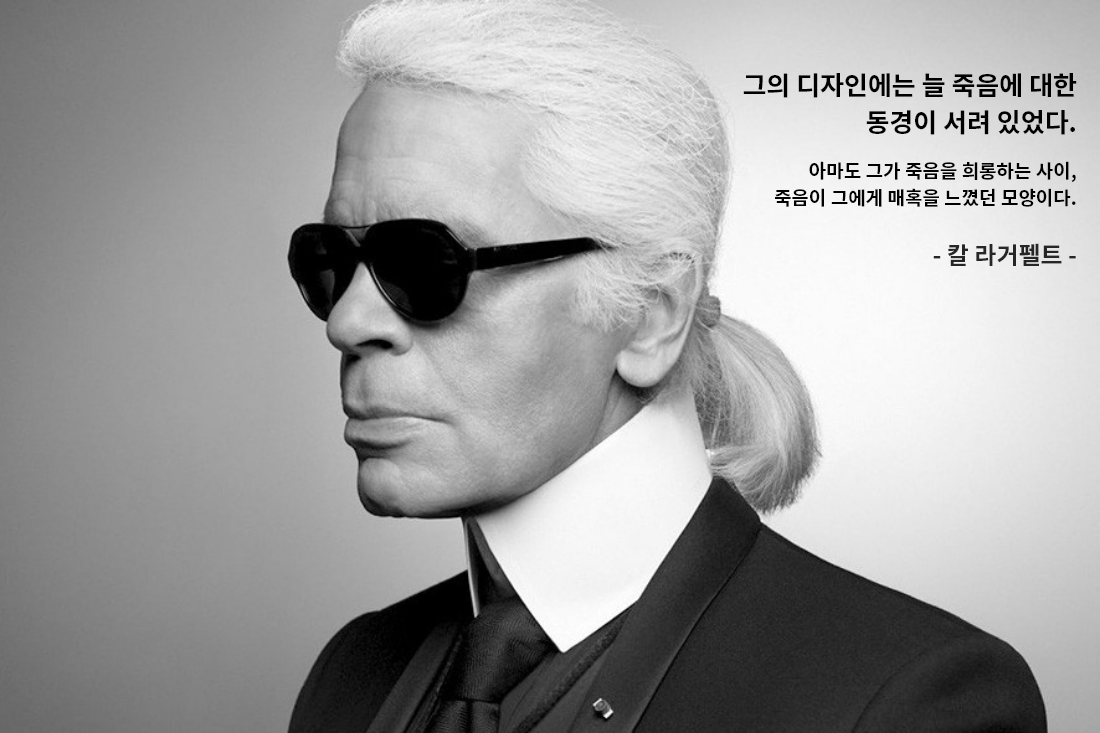 그의 디자인에는 늘 죽음에 대한
동경이 서려 있었다.
아마도 그가 죽음을 희롱하는 사이,
죽음이 그에게 매혹을 느꼈던 모양이다.
- 칼 라거펠트 -